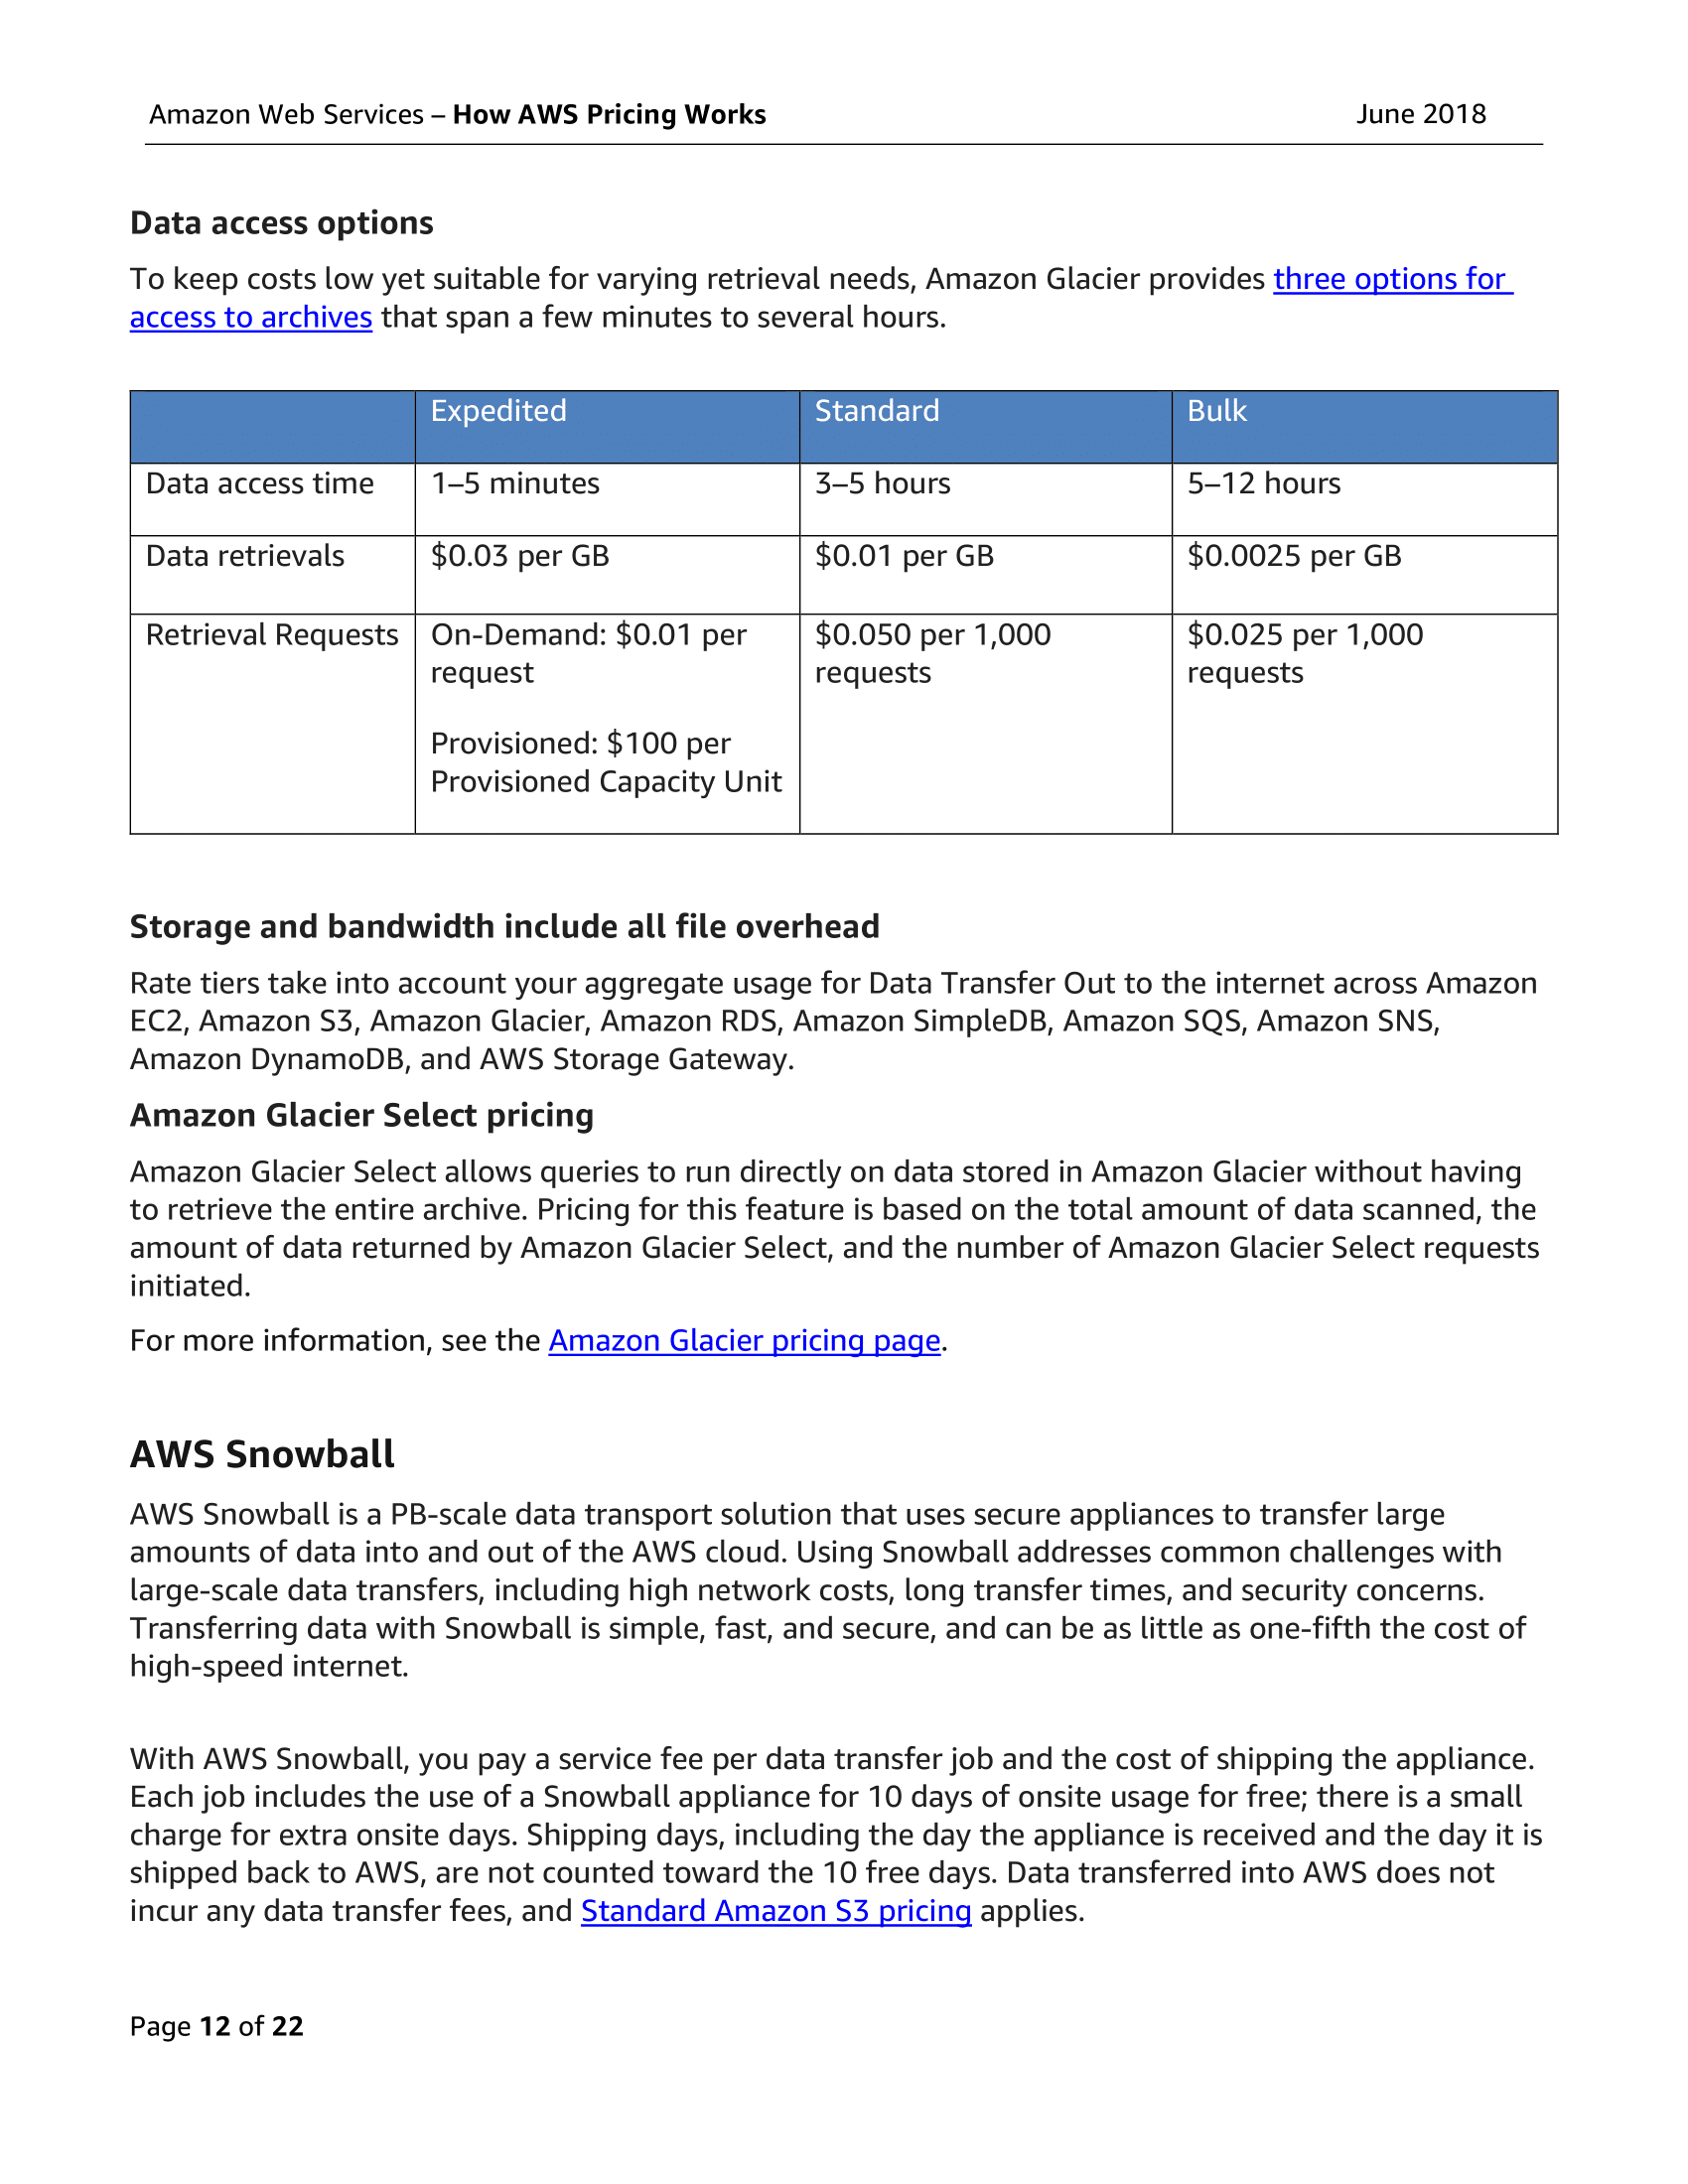 Amazon Web Services – How AWS Pricing Works June 2018
Data access options
To keep costs low yet suitable for varying retrieval needs, Amazon Glacier provides three options for
access to archives that span a few minutes to several hours.
Expedited Standard Bulk
Data access time 1–5 minutes 3–5 hours 5–12 hours
Data retrievals $0.03 per GB $0.01 per GB $0.0025 per GB
Retrieval Requests On-Demand: $0.01 per $0.050 per 1,000 $0.025 per 1,000
request requests requests
Provisioned: $100 per
Provisioned Capacity Unit
Storage and bandwidth include all file overhead
Rate tiers take into account your aggregate usage for Data Transfer Out to the internet across Amazon
EC2, Amazon S3, Amazon Glacier, Amazon RDS, Amazon SimpleDB, Amazon SQS, Amazon SNS,
Amazon DynamoDB, and AWS Storage Gateway.
Amazon Glacier Select pricing
Amazon Glacier Select allows queries to run directly on data stored in Amazon Glacier without having
to retrieve the entire archive. Pricing for this feature is based on the total amount of data scanned, the
amount of data returned by Amazon Glacier Select, and the number of Amazon Glacier Select requests
initiated.
For more information, see the Amazon Glacier pricing page.
AWS Snowball
AWS Snowball is a PB-scale data transport solution that uses secure appliances to transfer large
amounts of data into and out of the AWS cloud. Using Snowball addresses common challenges with
large-scale data transfers, including high network costs, long transfer times, and security concerns.
Transferring data with Snowball is simple, fast, and secure, and can be as little as one-fifth the cost of
high-speed internet.
With AWS Snowball, you pay a service fee per data transfer job and the cost of shipping the appliance.
Each job includes the use of a Snowball appliance for 10 days of onsite usage for free; there is a small
charge for extra onsite days. Shipping days, including the day the appliance is received and the day it is
shipped back to AWS, are not counted toward the 10 free days. Data transferred into AWS does not
incur any data transfer fees, and Standard Amazon S3 pricing applies.
Page 12 of 22